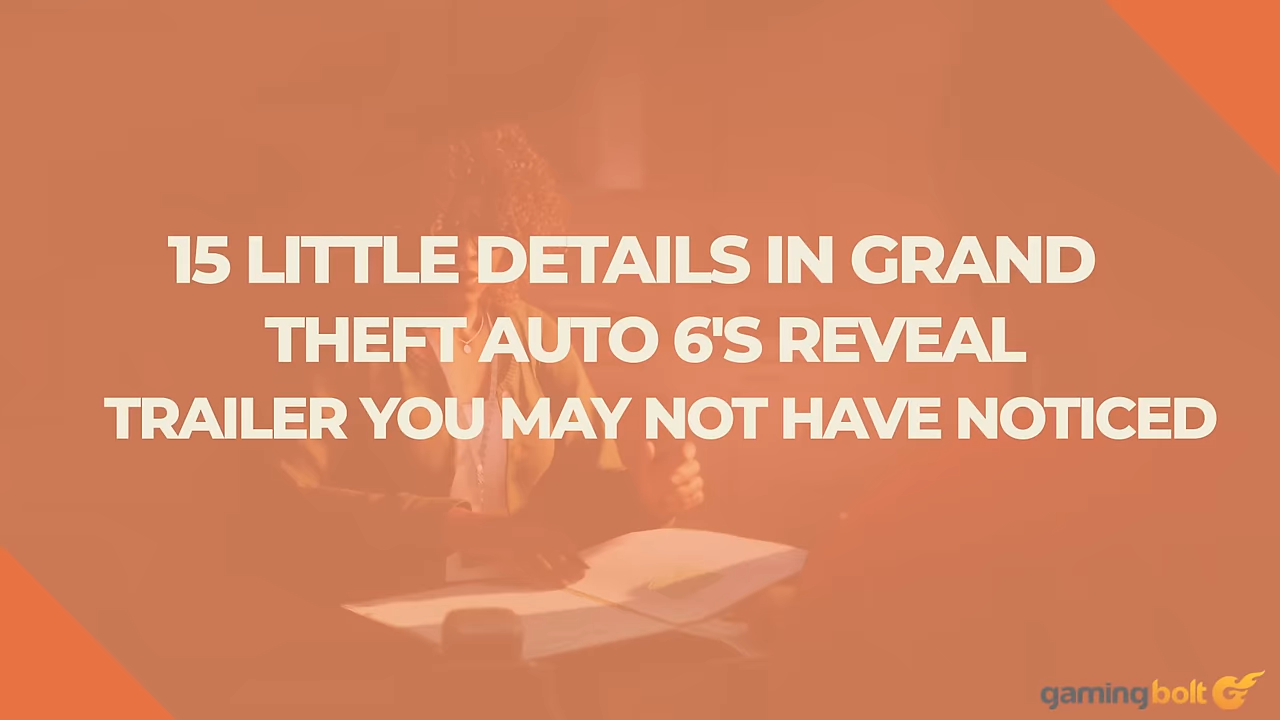 15 LITTLE DETAILS IN GRAND
THEFT AUTO 6'S REVEAL
TRAILER YOU MAY NOT HAVE NOTICED
gamingbolt